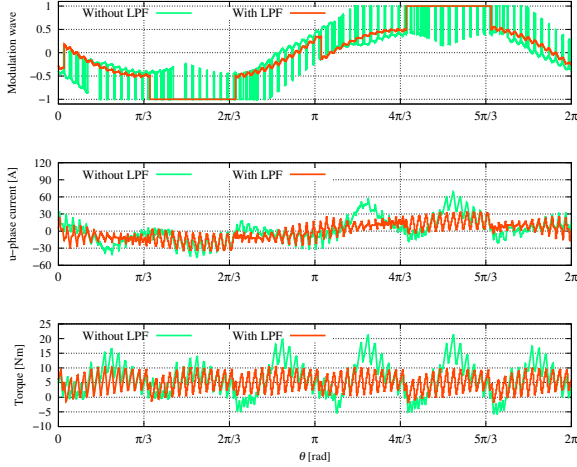 Modulation wave
1
0.5
0
−0.5
−1
Without LPF
With LPF
0
π/3
2π/3
π
4π/3
5π/3
2π
u−phase current [A]
120
90
60
30
0
−30
−60
Without LPF
With LPF
0
π/3
2π/3
π
4π/3
5π/3
2π
Torque [Nm]
25
20
15
10
5
0
−5
−10
Without LPF
With LPF
0
π/3
2π/3
π
4π/3
5π/3
2π
θ [rad]